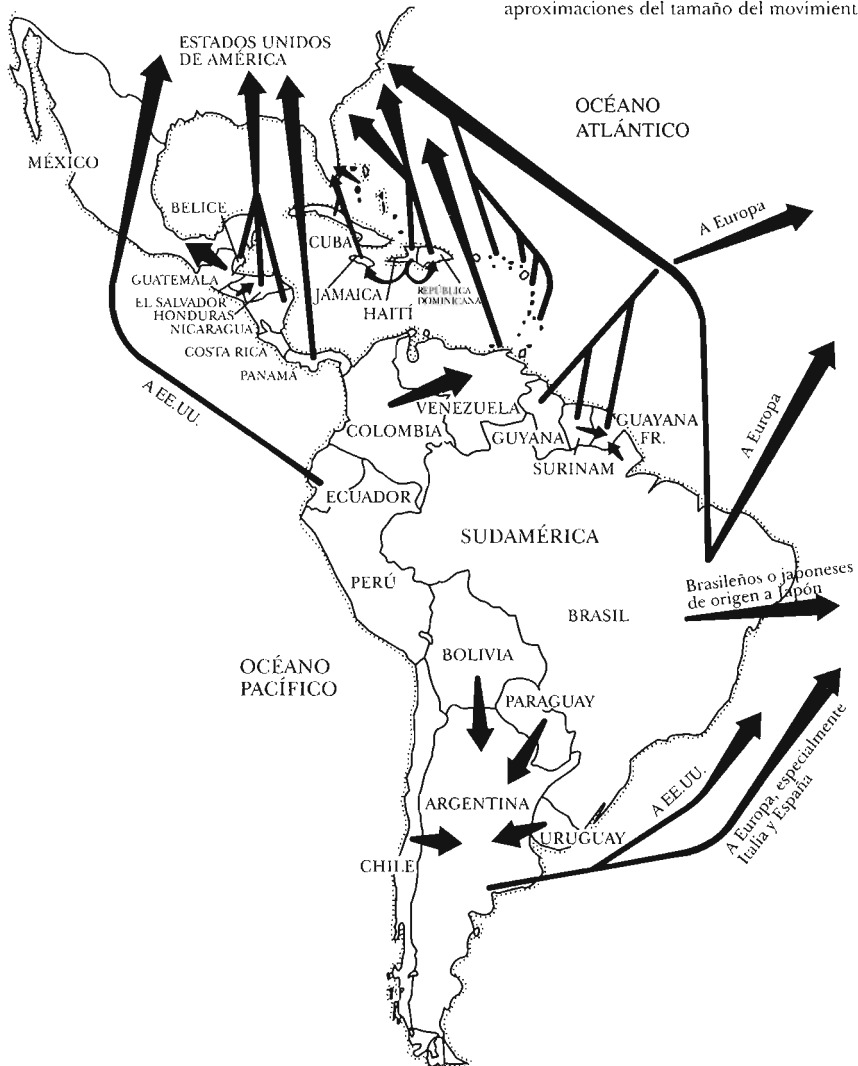 aproximaciones del tamaño del movimient
ESTADOS UNIDOS
DE AMÉRICA
OCÉANO
ATLÁNTICO
MÉXICO
BELICE
CUBA
A Europa
GUATEMALA
EL SALVADOR
HONDURAS
NICARAGUA
JAMAICA
HAITÍ
REPÚBLICA
DOMINICANA
COSTA RICA
PANAMÁ
A EE.UU.
VENEZUELA
COLOMBIA
GUYANA
GUAYANA
FR.
SURINAM
A Europa
ECUADOR
SUDAMÉRICA
PERÚ
Brasileños o japoneses
de origen a Japón
BRASIL
BOLIVIA
OCÉANO
PACÍFICO
PARAGUAY
ARGENTINA
A EE.UU.
A Europa, especialmente
Italia y España
URUGUAY
CHILE